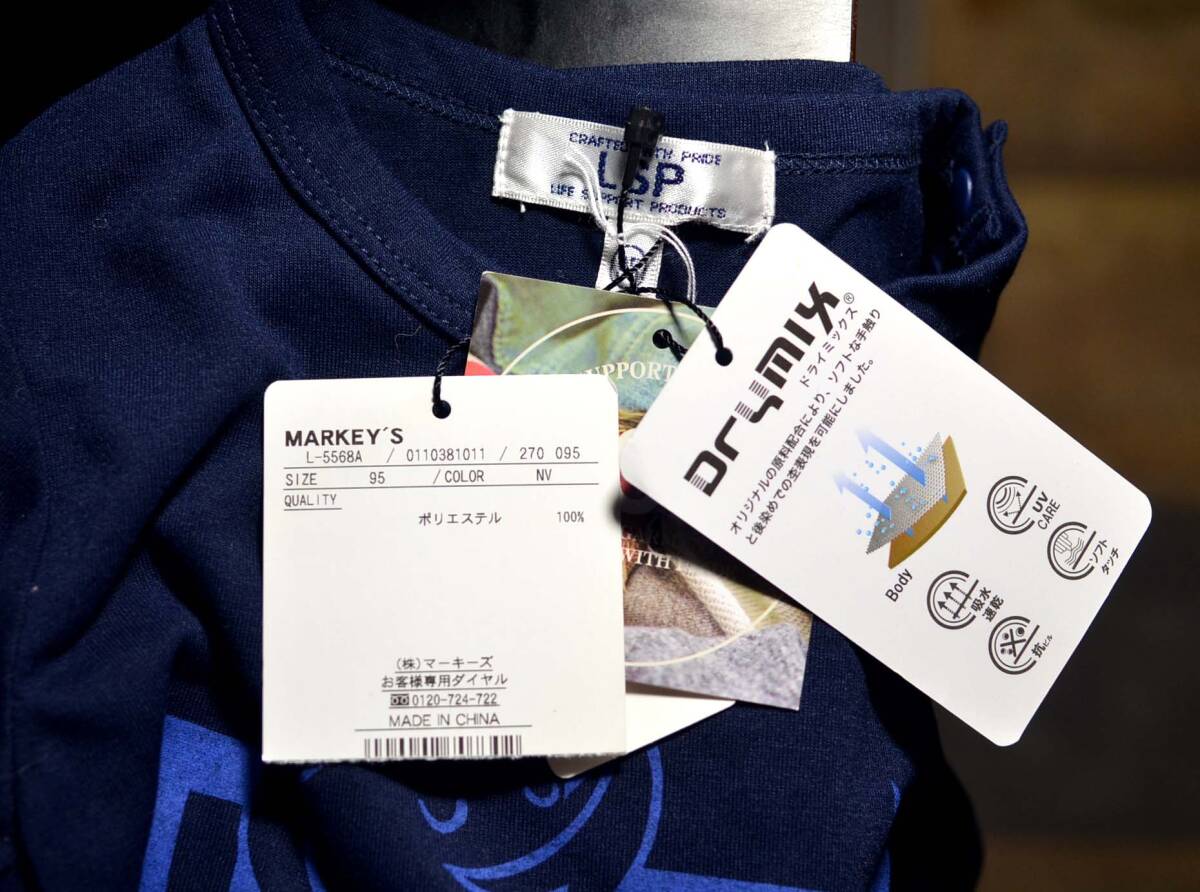 CRAFTED WITH PRIDE
LSP
LIFE SUPPORT PRODUCTS
MARKEY'S
L-5568A / 0110381011 / 270 095
SIZE 95 / COLOR NV
QUALITY
ポリエステル 100%
(株)マーキーズ
お客様専用ダイヤル
0120-724-722
MADE IN CHINA
SUPPORT
WITH
DRYMIX®
ドライミックス
オリジナルの原料配合により、ソフトな手触り
と後染めでの杢表現を可能にしました。
Body
UV
CARE
ソフト
タッチ
吸水
速乾
抗ピル